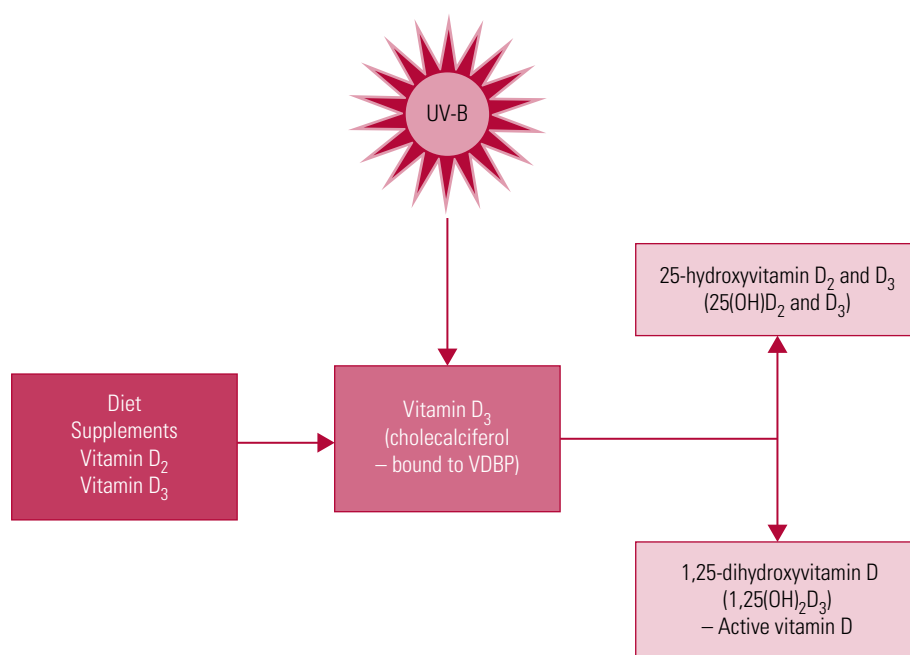 UV-B
25-hydroxyvitamin D₂ and D₃
(25(OH)D₂ and D₃)
Diet
Supplements
Vitamin D₂
Vitamin D₃
Vitamin D₃
(cholecalciferol
– bound to VDBP)
1,25-dihydroxyvitamin D
(1,25(OH)₂D₃)
– Active vitamin D